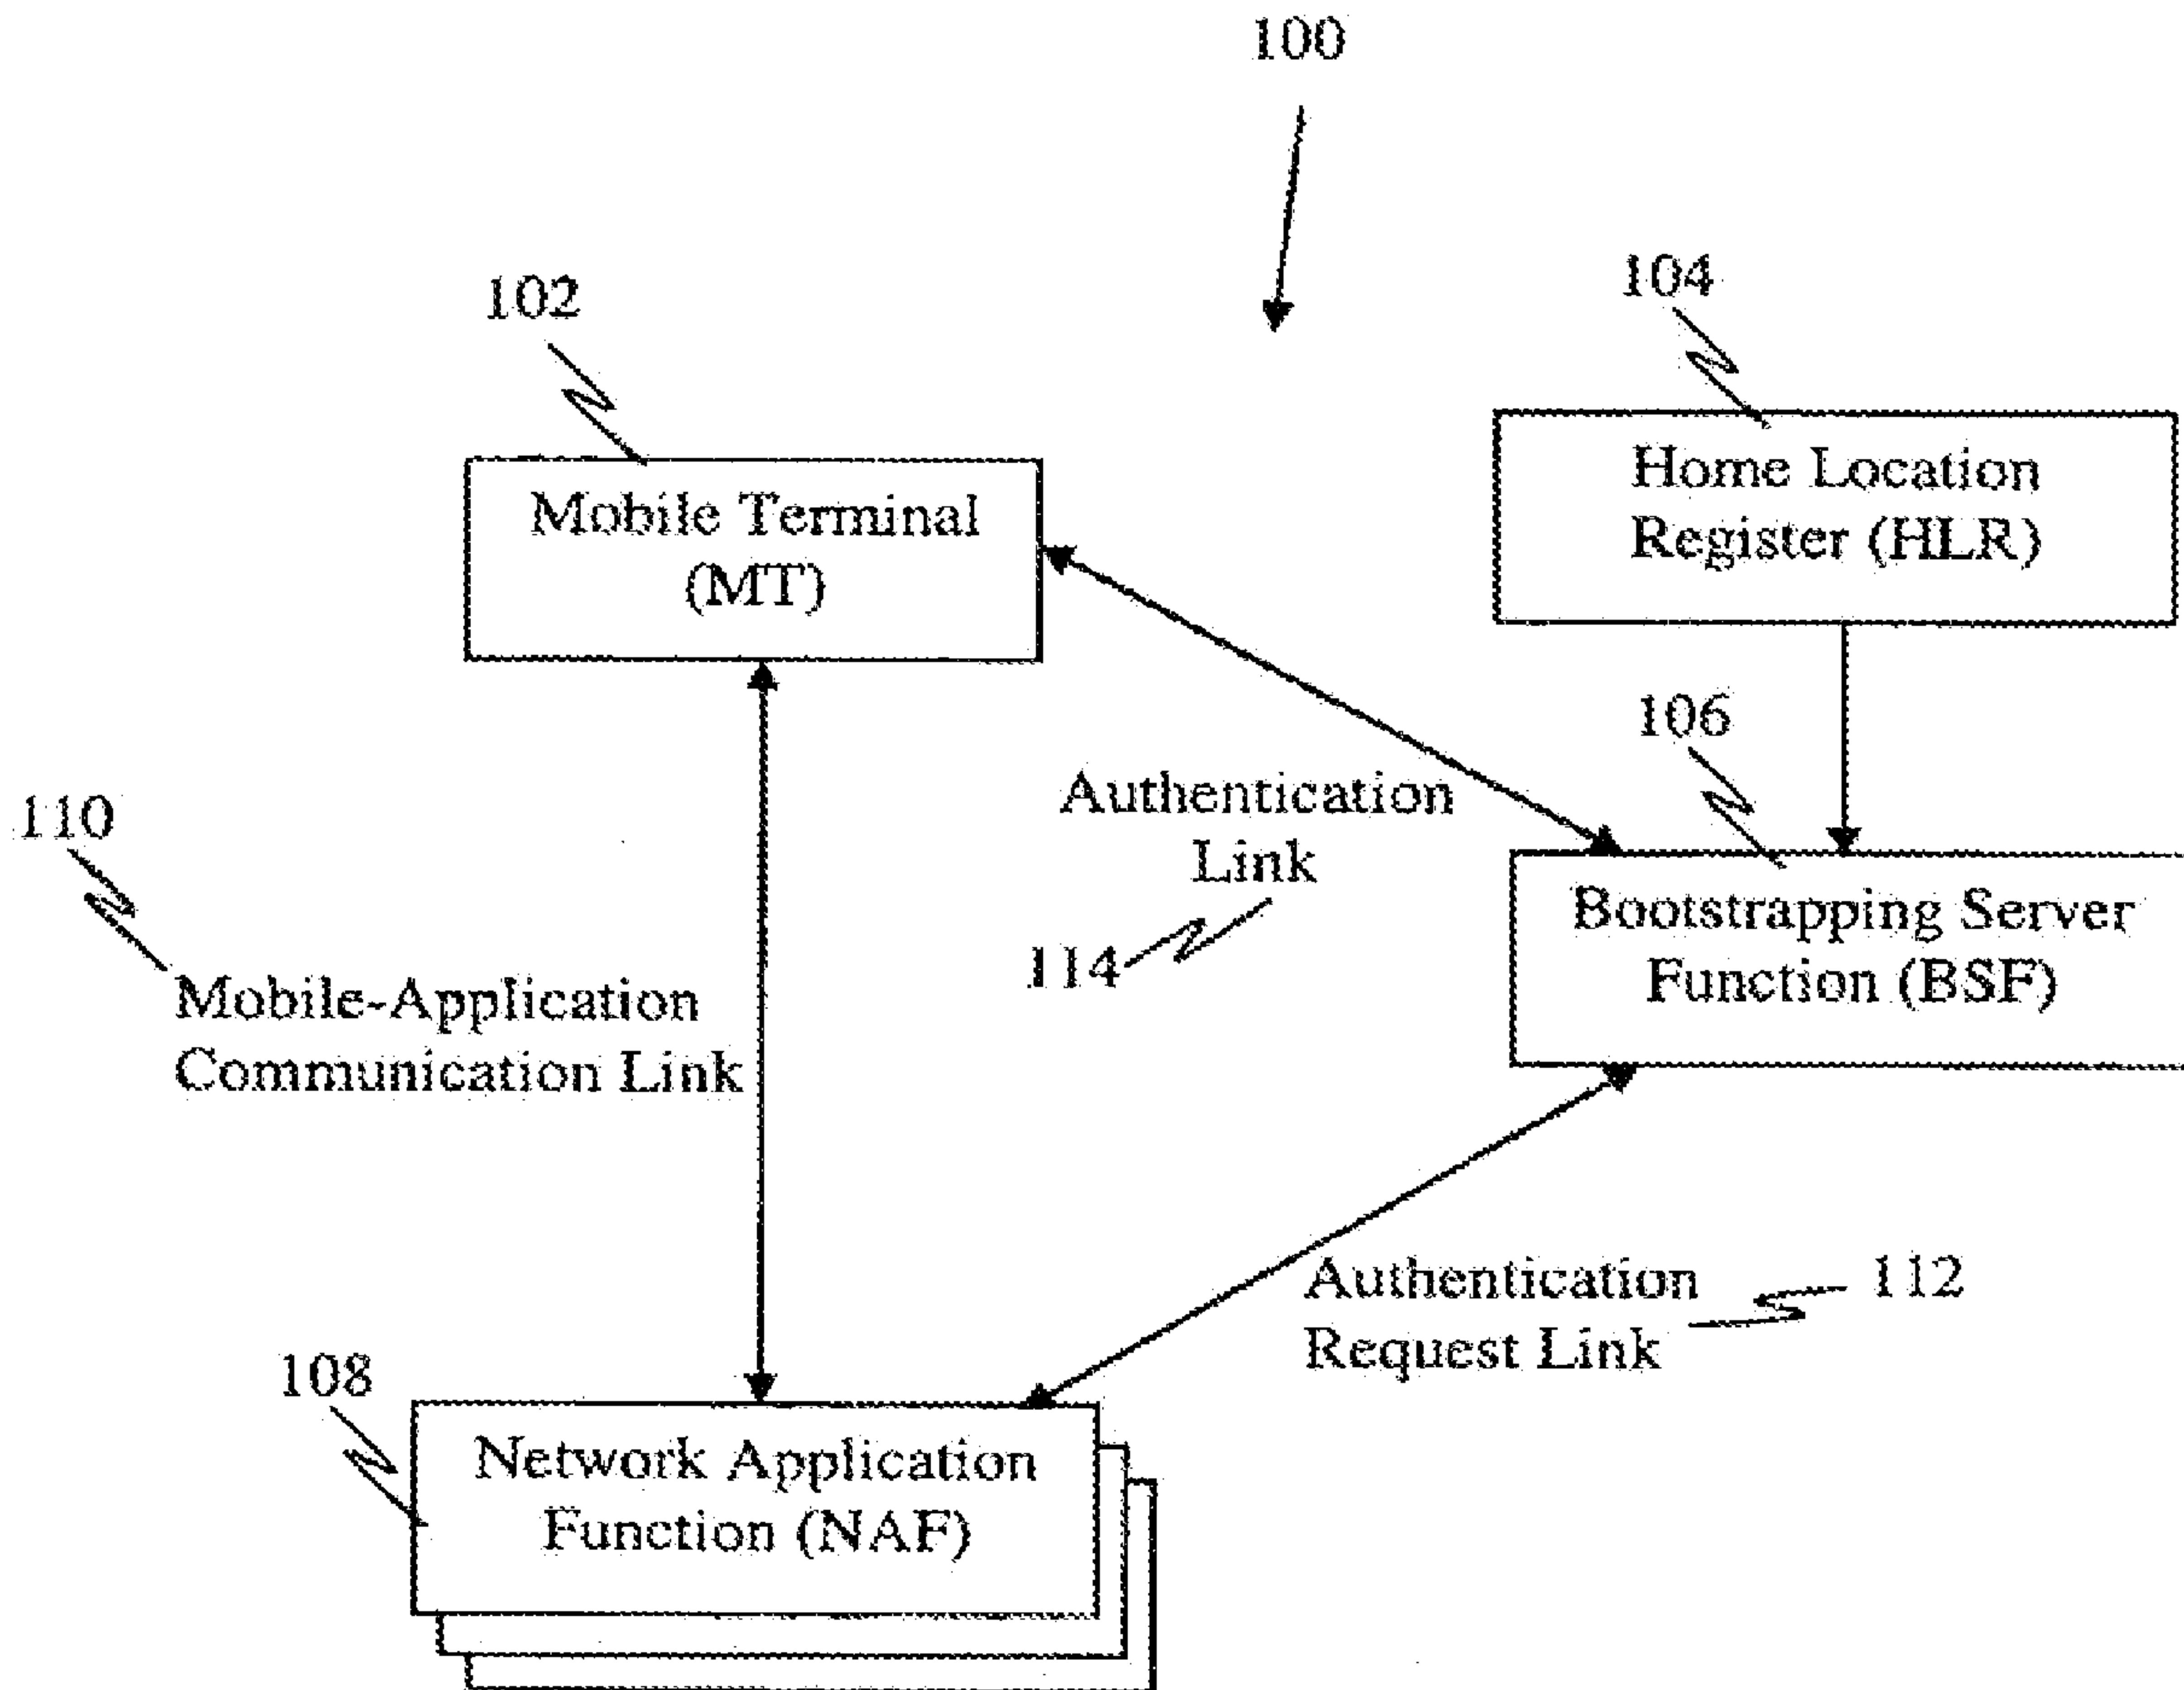 100
102
104
Mobile Terminal
(MT)
Home Location
Register (HLR)
106
110
Authentication
Link
114
Bootstrapping Server
Function (BSF)
Mobile-Application
Communication Link
112
Authentication
Request Link
108
Network Application
Function (NAF)